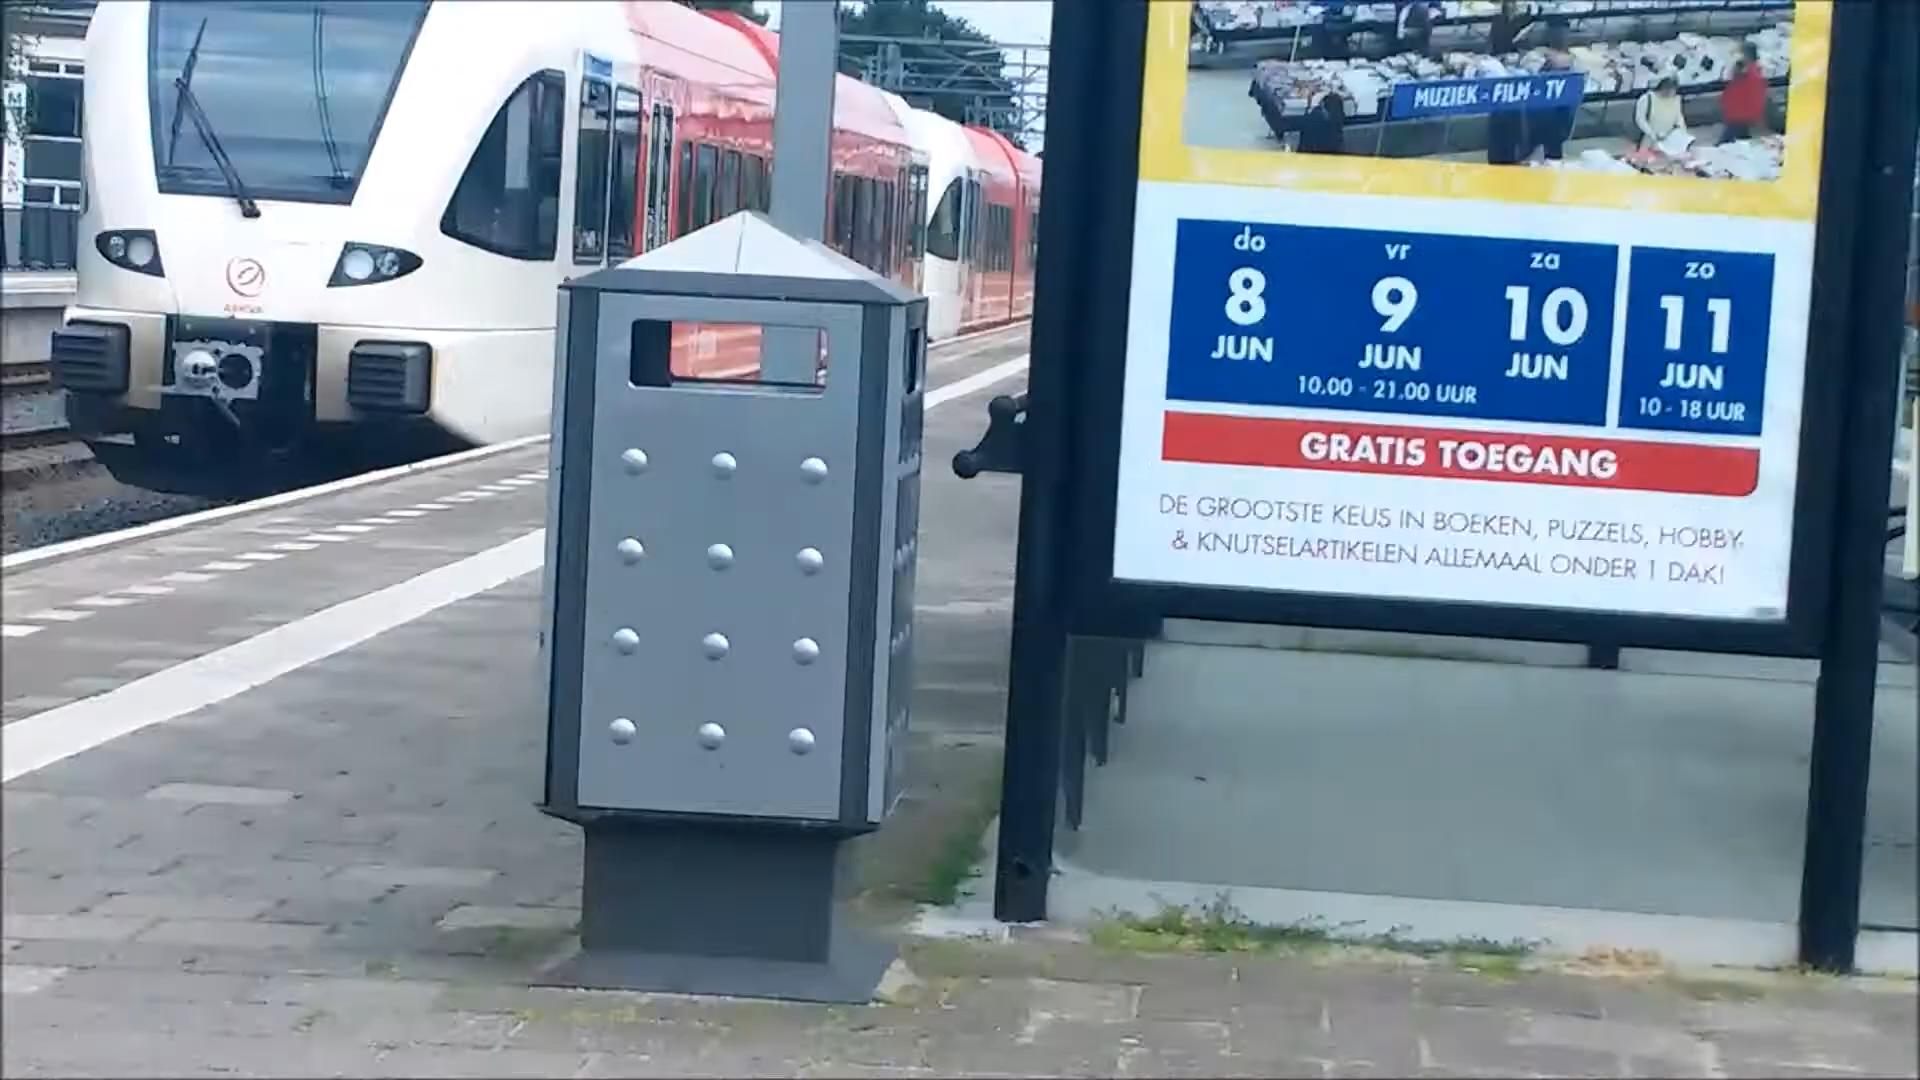 MUZIEK - FILM - TV
do
8
JUN
vr
9
JUN
za
10
JUN
10.00 - 21.00 UUR
zo
11
JUN
10 - 18 UUR
GRATIS TOEGANG
DE GROOTSTE KEUS IN BOEKEN, PUZZELS, HOBBY-
& KNUTSELARTIKELEN ALLEMAAL ONDER 1 DAK!
ARRIVA